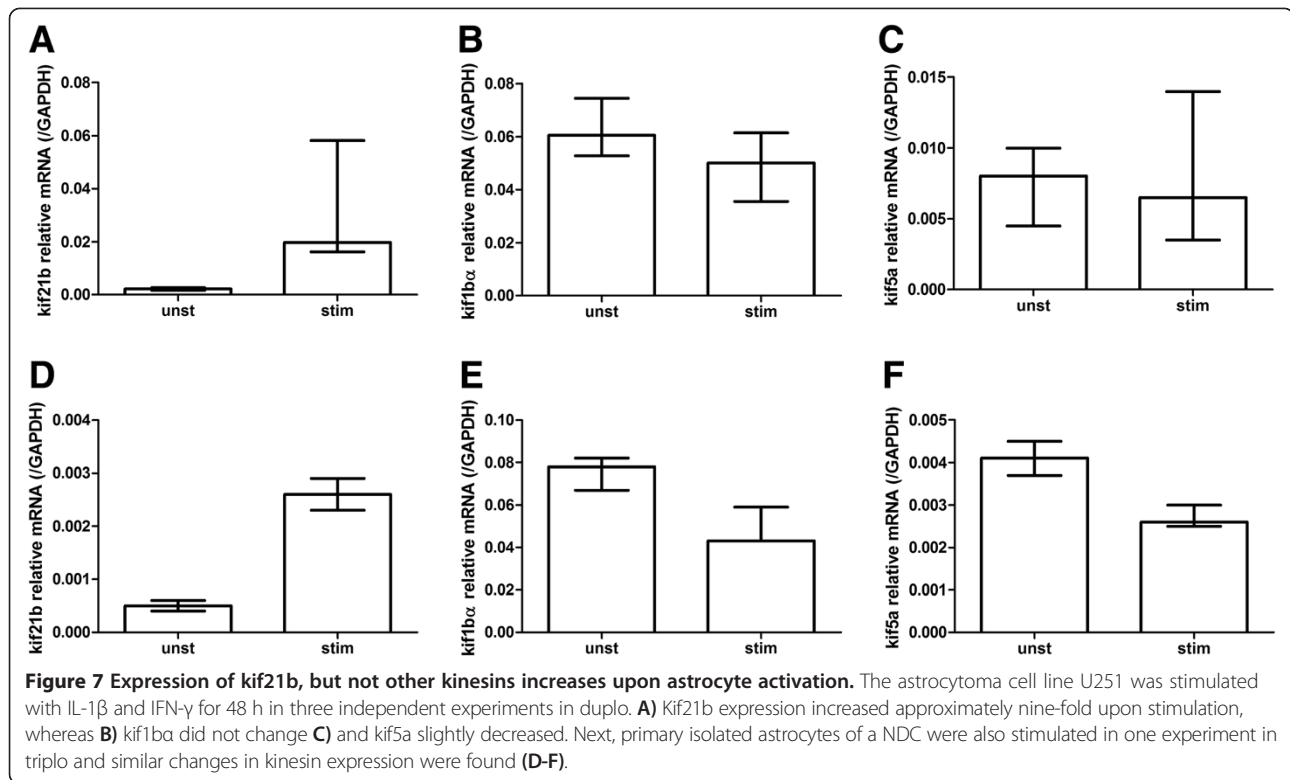 A
kif21b relative mRNA (/GAPDH)
0.08
0.06
0.04
0.02
0.00
unst
stim
B
kif1bα relative mRNA (/GAPDH)
0.08
0.06
0.04
0.02
0.00
unst
stim
C
kif5a relative mRNA (/GAPDH)
0.015
0.010
0.005
0.000
unst
stim
D
kif21b relative mRNA (/GAPDH)
0.004
0.003
0.002
0.001
0.000
unst
stim
E
kif1bα relative mRNA (/GAPDH)
0.10
0.08
0.06
0.04
0.02
0.00
unst
stim
F
kif5a relative mRNA (/GAPDH)
0.005
0.004
0.003
0.002
0.001
0.000
unst
stim
Figure 7 Expression of kif21b, but not other kinesins increases upon astrocyte activation. The astrocytoma cell line U251 was stimulated
with IL-1β and IFN-γ for 48 h in three independent experiments in duplo. A) Kif21b expression increased approximately nine-fold upon stimulation,
whereas B) kif1bα did not change C) and kif5a slightly decreased. Next, primary isolated astrocytes of a NDC were also stimulated in one experiment in
triplo and similar changes in kinesin expression were found (D-F).